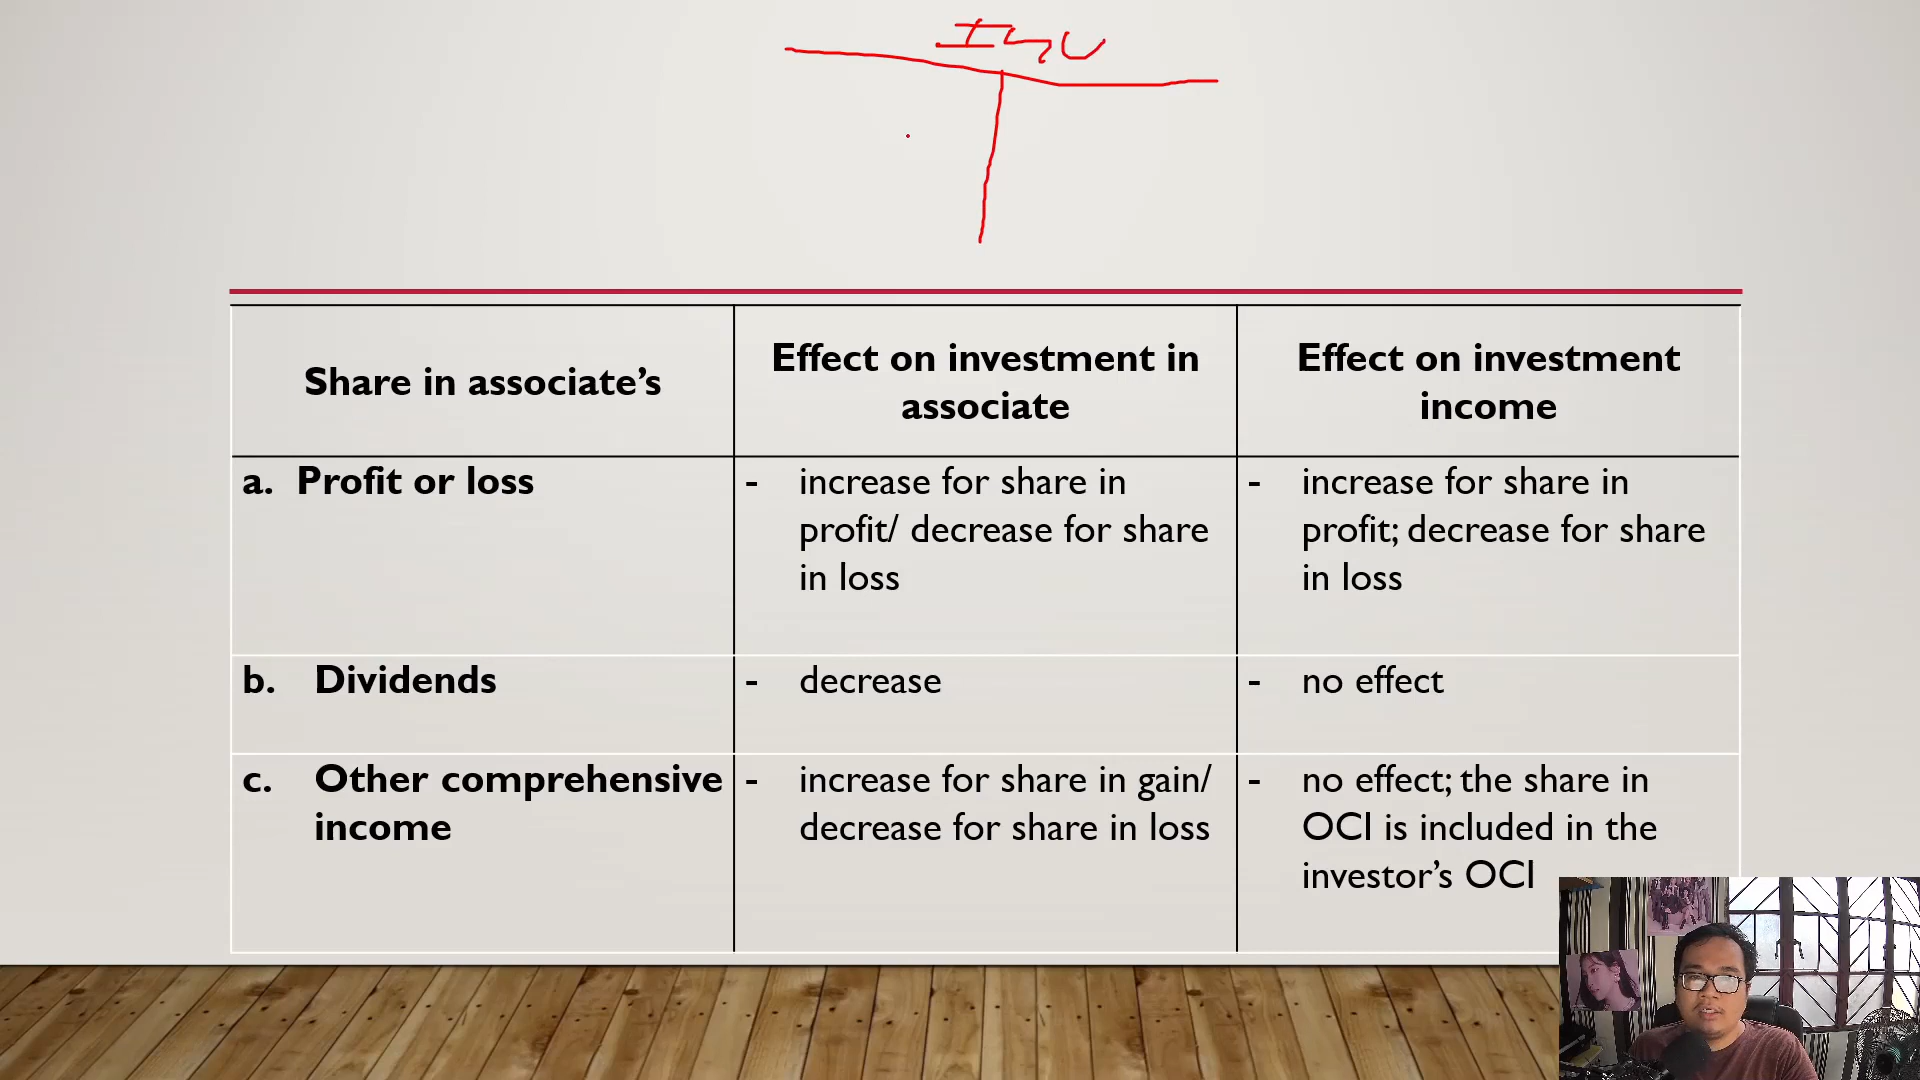 Inv
Share in associate’s
Effect on investment in
associate
Effect on investment
income
a. Profit or loss
- increase for share in
profit/ decrease for share
in loss
- increase for share in
profit; decrease for share
in loss
b. Dividends
- decrease
- no effect
c. Other comprehensive
income
- increase for share in gain/
decrease for share in loss
- no effect; the share in
OCI is included in the
investor’s OCI